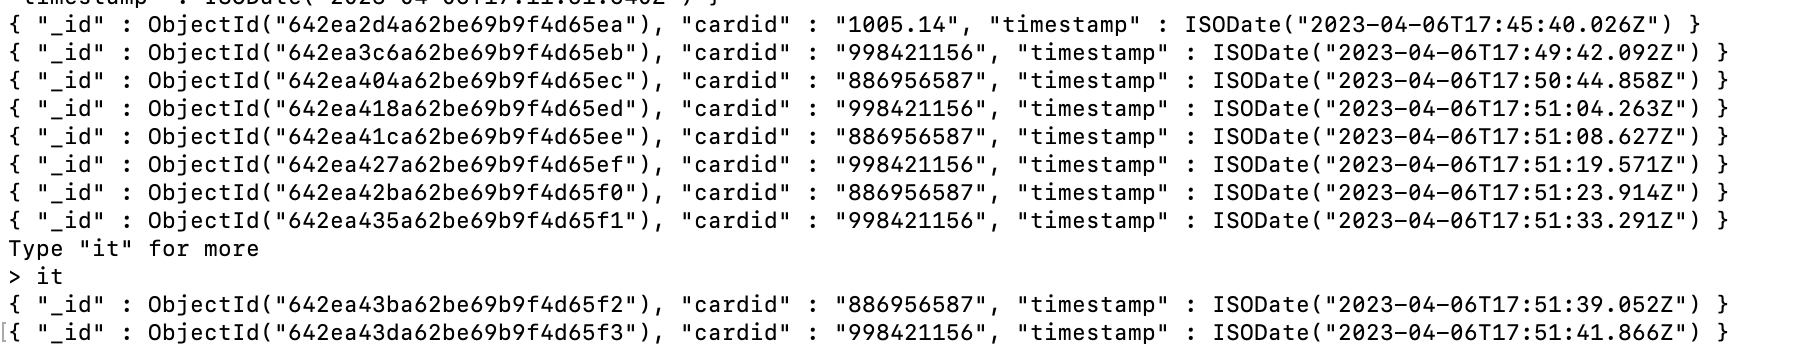 { "_id" : ObjectId("642ea2d4a62be69b9f4d65ea"), "cardid" : "1005.14", "timestamp" : ISODate("2023-04-06T17:45:40.026Z") }
{ "_id" : ObjectId("642ea3c6a62be69b9f4d65eb"), "cardid" : "998421156", "timestamp" : ISODate("2023-04-06T17:49:42.092Z") }
{ "_id" : ObjectId("642ea404a62be69b9f4d65ec"), "cardid" : "886956587", "timestamp" : ISODate("2023-04-06T17:50:44.858Z") }
{ "_id" : ObjectId("642ea418a62be69b9f4d65ed"), "cardid" : "998421156", "timestamp" : ISODate("2023-04-06T17:51:04.263Z") }
{ "_id" : ObjectId("642ea41ca62be69b9f4d65ee"), "cardid" : "886956587", "timestamp" : ISODate("2023-04-06T17:51:08.627Z") }
{ "_id" : ObjectId("642ea427a62be69b9f4d65ef"), "cardid" : "998421156", "timestamp" : ISODate("2023-04-06T17:51:19.571Z") }
{ "_id" : ObjectId("642ea42ba62be69b9f4d65f0"), "cardid" : "886956587", "timestamp" : ISODate("2023-04-06T17:51:23.914Z") }
{ "_id" : ObjectId("642ea435a62be69b9f4d65f1"), "cardid" : "998421156", "timestamp" : ISODate("2023-04-06T17:51:33.291Z") }
Type "it" for more
> it
{ "_id" : ObjectId("642ea43ba62be69b9f4d65f2"), "cardid" : "886956587", "timestamp" : ISODate("2023-04-06T17:51:39.052Z") }
{ "_id" : ObjectId("642ea43da62be69b9f4d65f3"), "cardid" : "998421156", "timestamp" : ISODate("2023-04-06T17:51:41.866Z") }